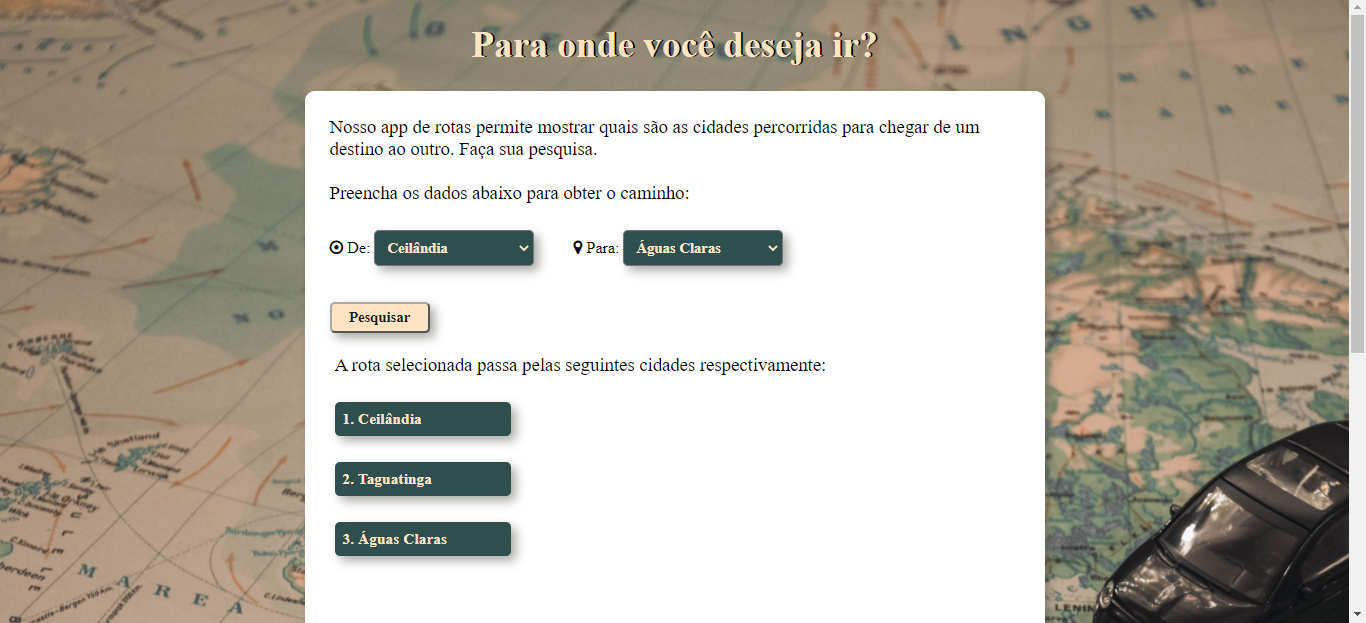 Para onde você deseja ir?
Nosso app de rotas permite mostrar quais são as cidades percorridas para chegar de um
destino ao outro. Faça sua pesquisa.
Preencha os dados abaixo para obter o caminho:
De: Ceilândia Para: Águas Claras
Pesquisar
A rota selecionada passa pelas seguintes cidades respectivamente:
1. Ceilândia
2. Taguatinga
3. Águas Claras
MAREA